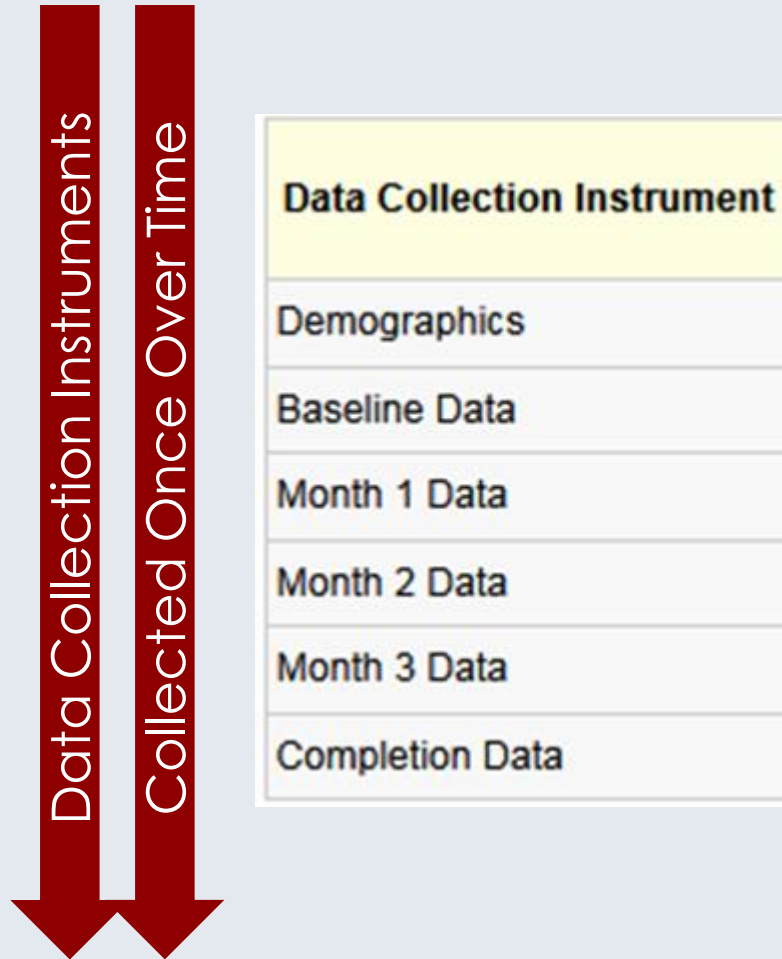 Data Collection Instruments
Collected Once Over Time
Data Collection Instrument
Demographics
Baseline Data
Month 1 Data
Month 2 Data
Month 3 Data
Completion Data